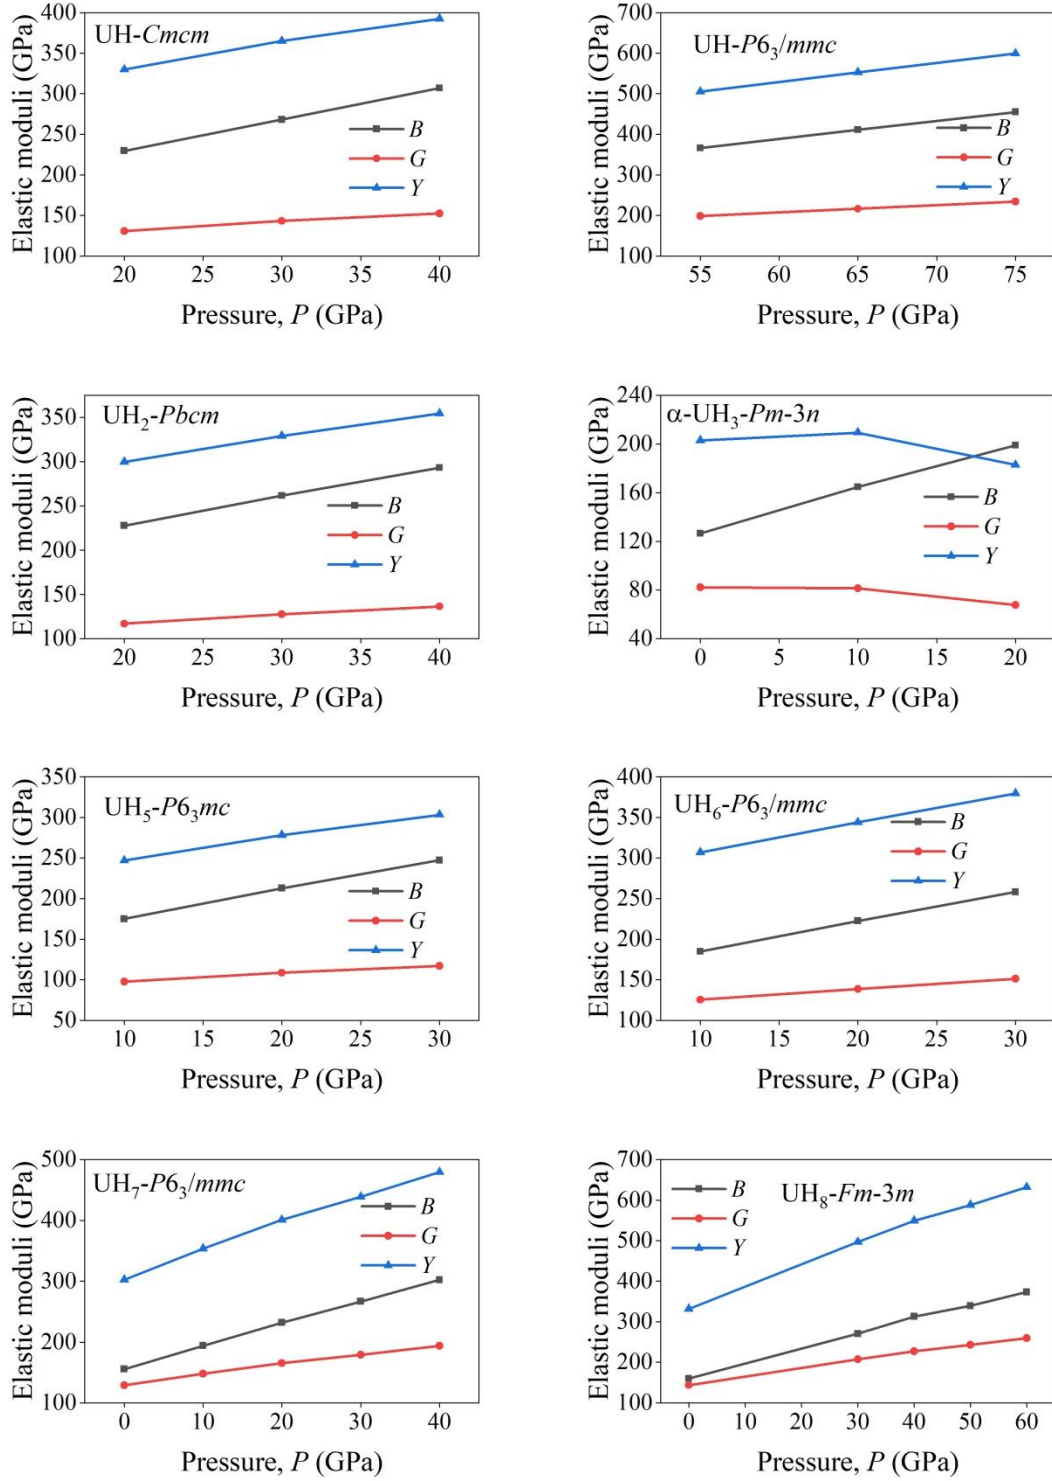 UH-Cmcm
Elastic moduli (GPa)
400
350
300
250
200
150
100
B
G
Y
20 25 30 35 40
Pressure, P (GPa)
UH-P6₃/mmc
Elastic moduli (GPa)
700
600
500
400
300
200
100
B
G
Y
55 60 65 70 75
Pressure, P (GPa)
UH₂-Pbcm
Elastic moduli (GPa)
350
300
250
200
150
100
B
G
Y
20 25 30 35 40
Pressure, P (GPa)
α-UH₃-Pm-3n
Elastic moduli (GPa)
240
200
160
120
80
40
B
G
Y
0 5 10 15 20
Pressure, P (GPa)
UH₅-P6₃mc
Elastic moduli (GPa)
350
300
250
200
150
100
50
B
G
Y
10 15 20 25 30
Pressure, P (GPa)
UH₆-P6₃/mmc
Elastic moduli (GPa)
400
350
300
250
200
150
100
B
G
Y
10 15 20 25 30
Pressure, P (GPa)
UH₇-P6₃/mmc
Elastic moduli (GPa)
500
400
300
200
100
B
G
Y
0 10 20 30 40
Pressure, P (GPa)
UH₈-Fm-3m
Elastic moduli (GPa)
700
600
500
400
300
200
100
B
G
Y
0 10 20 30 40 50 60
Pressure, P (GPa)